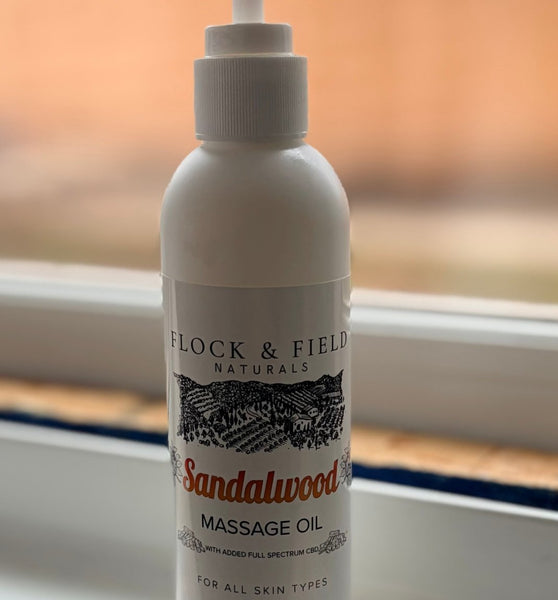 FLOCK & FIELD
NATURALS
Sandalwood
MASSAGE OIL
WITH ADDED FULL SPECTRUM CBD
FOR ALL SKIN TYPES